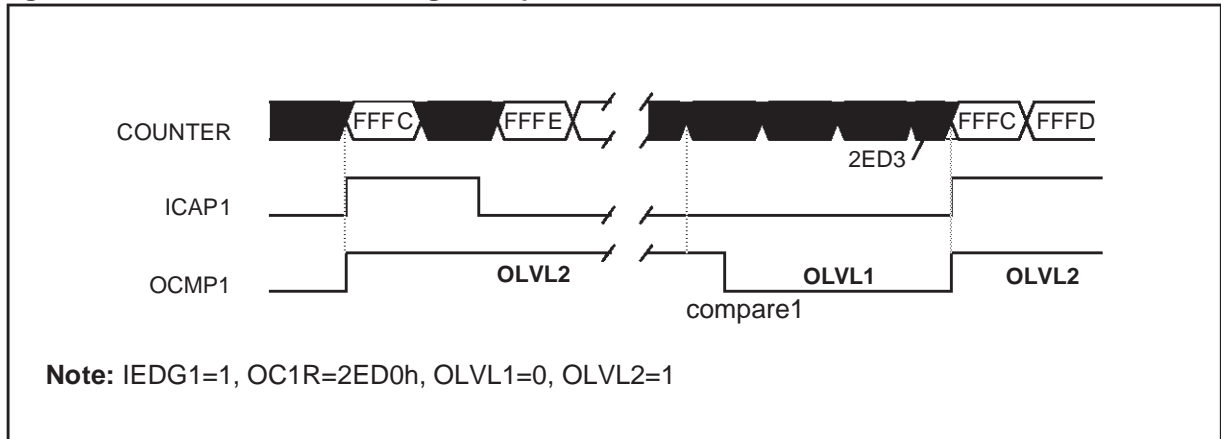 COUNTER FFFC FFFE FFFC FFFD
2ED3
ICAP1
OCMP1 OLVL2 OLVL1 OLVL2
compare1
Note: IEDG1=1, OC1R=2ED0h, OLVL1=0, OLVL2=1